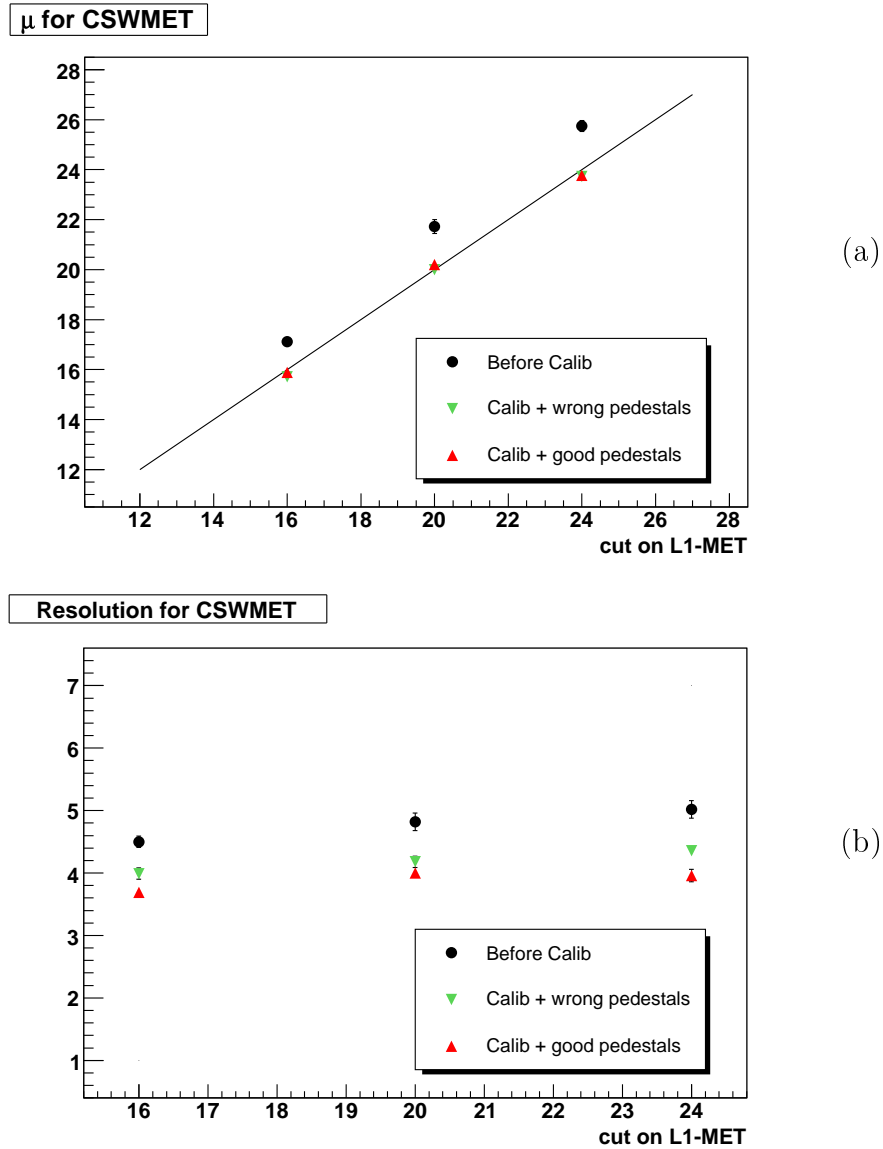 μ for CSWMET
28
26
24
22
20
18
16
14
12
Before Calib
Calib + wrong pedestals
Calib + good pedestals
12 14 16 18 20 22 24 26 28
cut on L1-MET
(a)
Resolution for CSWMET
7
6
5
4
3
2
1
Before Calib
Calib + wrong pedestals
Calib + good pedestals
16 17 18 19 20 21 22 23 24
cut on L1-MET
(b)